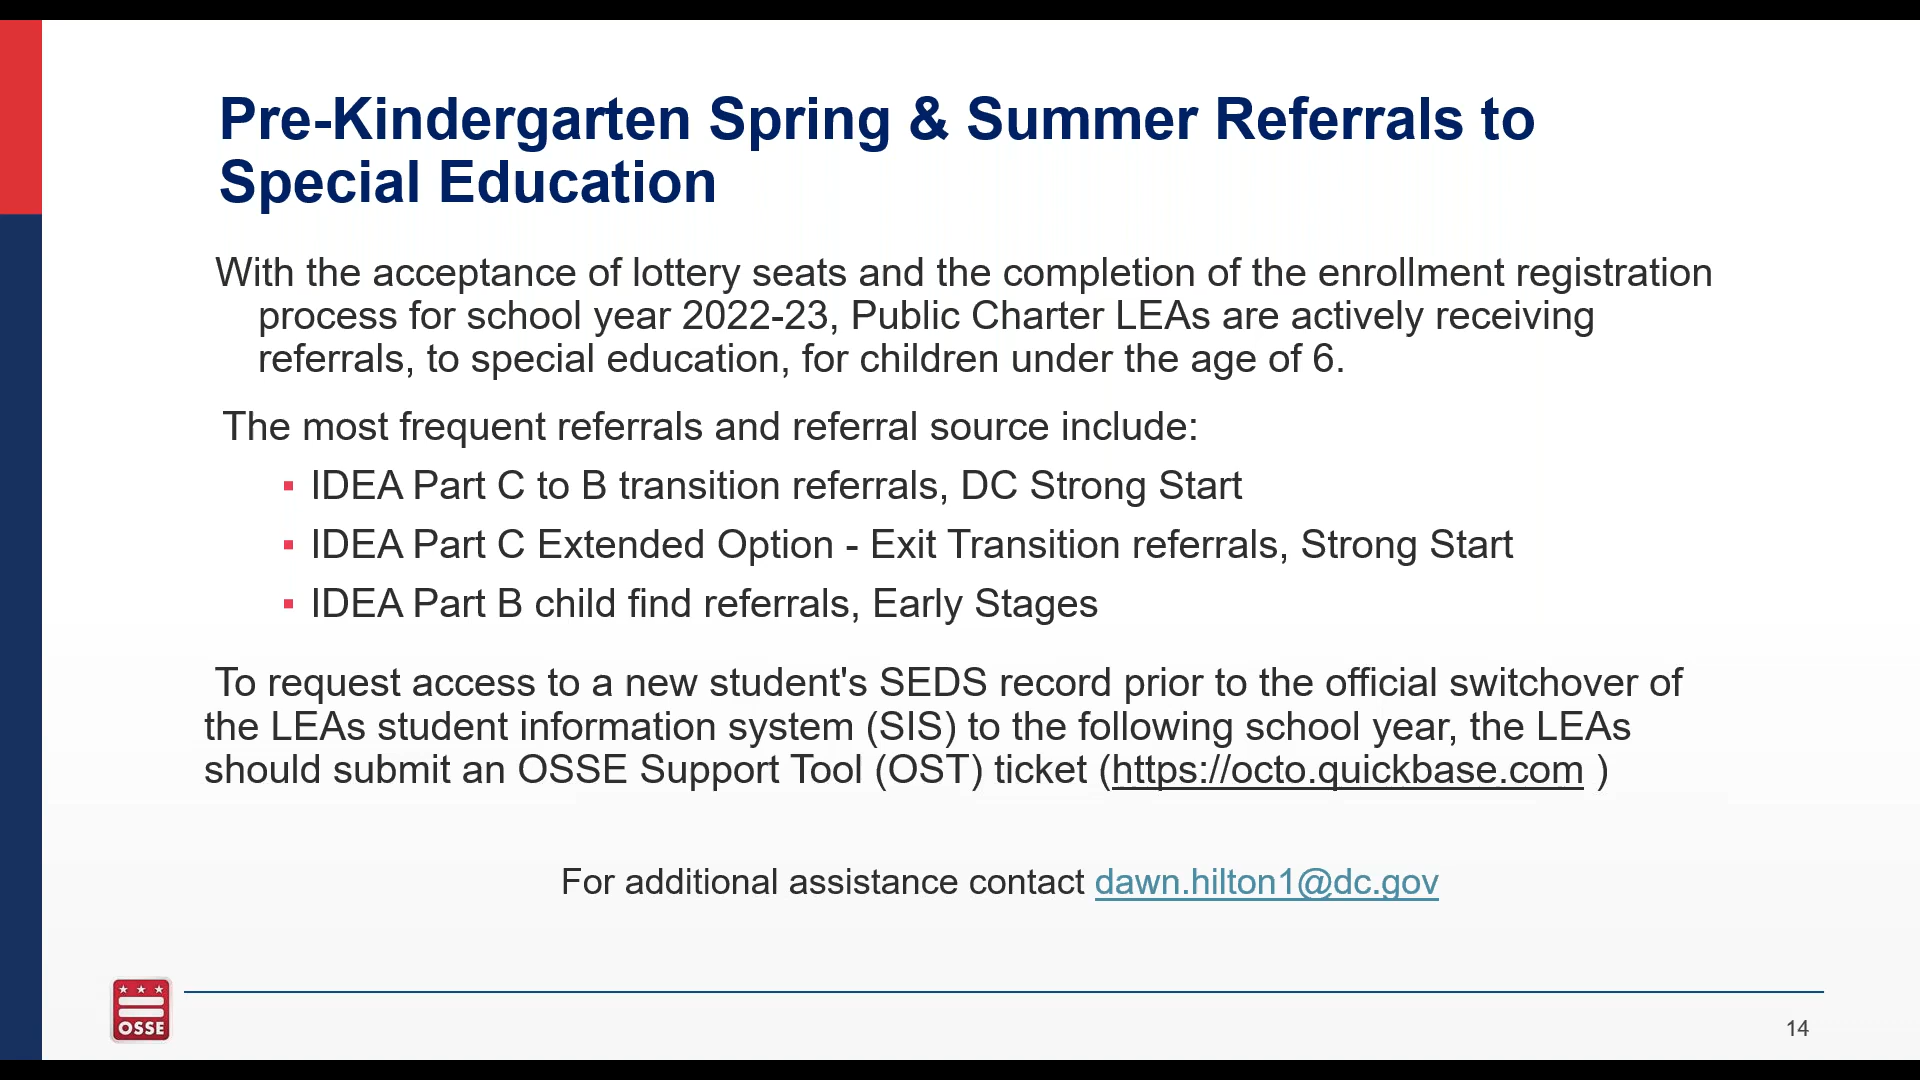 Pre-Kindergarten Spring & Summer Referrals to
Special Education
With the acceptance of lottery seats and the completion of the enrollment registration
process for school year 2022-23, Public Charter LEAs are actively receiving
referrals, to special education, for children under the age of 6.
The most frequent referrals and referral source include:
▪ IDEA Part C to B transition referrals, DC Strong Start
▪ IDEA Part C Extended Option - Exit Transition referrals, Strong Start
▪ IDEA Part B child find referrals, Early Stages
To request access to a new student's SEDS record prior to the official switchover of
the LEAs student information system (SIS) to the following school year, the LEAs
should submit an OSSE Support Tool (OST) ticket (https://octo.quickbase.com )
For additional assistance contact dawn.hilton1@dc.gov
OSSE
14